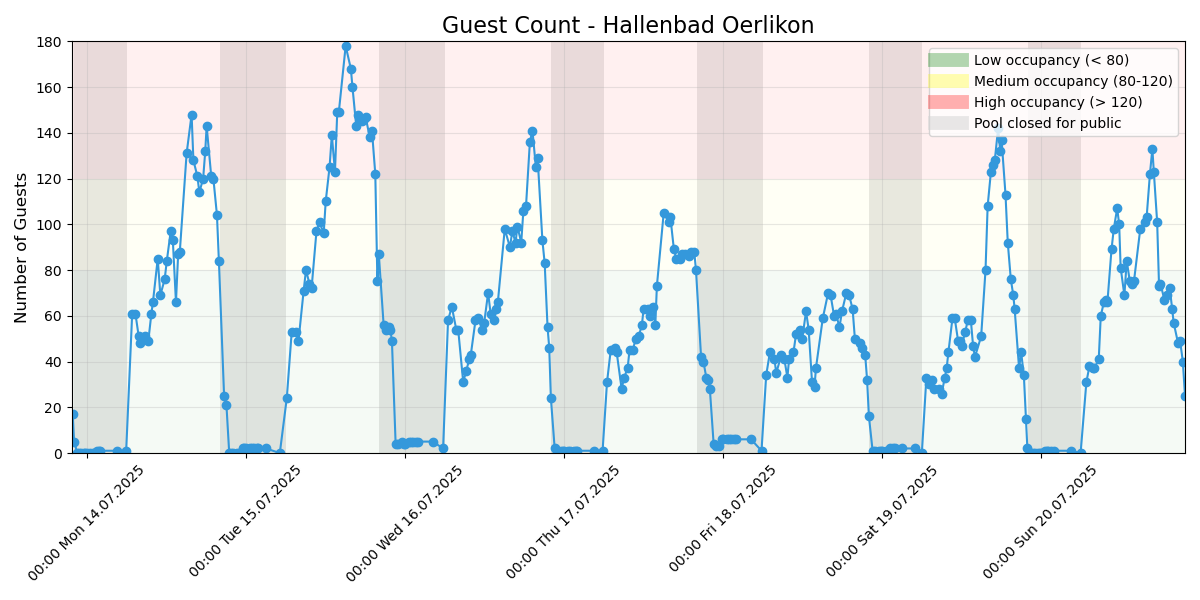 Guest Count - Hallenbad Oerlikon
Number of Guests
180
160
140
120
100
80
60
40
20
0
Low occupancy (< 80)
Medium occupancy (80-120)
High occupancy (> 120)
Pool closed for public
00:00 Mon 14.07.2025
00:00 Tue 15.07.2025
00:00 Wed 16.07.2025
00:00 Thu 17.07.2025
00:00 Fri 18.07.2025
00:00 Sat 19.07.2025
00:00 Sun 20.07.2025